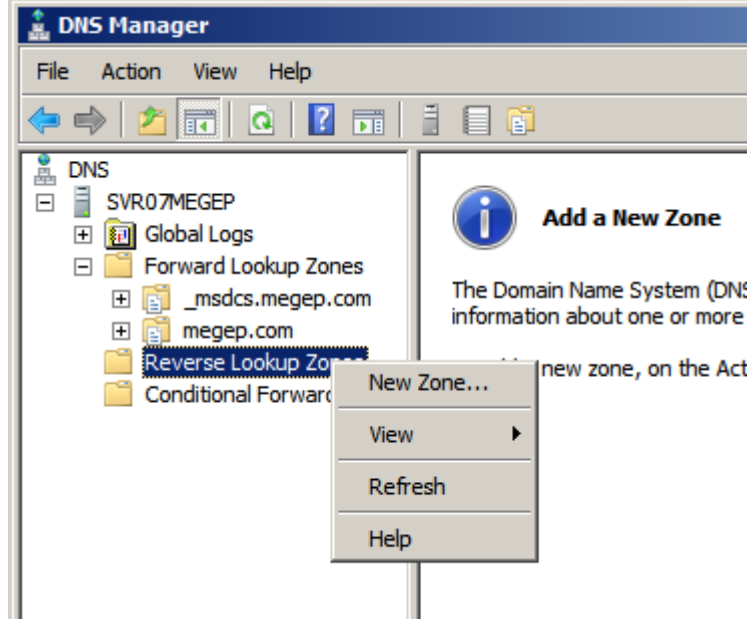 DNS Manager
File Action View Help
DNS
SVR07MEGEP
Global Logs
Forward Lookup Zones
_msdcs.megep.com
megep.com
Reverse Lookup
Conditional
New Zone...
View
Refresh
Help
Add a New Zone
The Domain Name System (DNS
information about one or more
new zone, on the Act